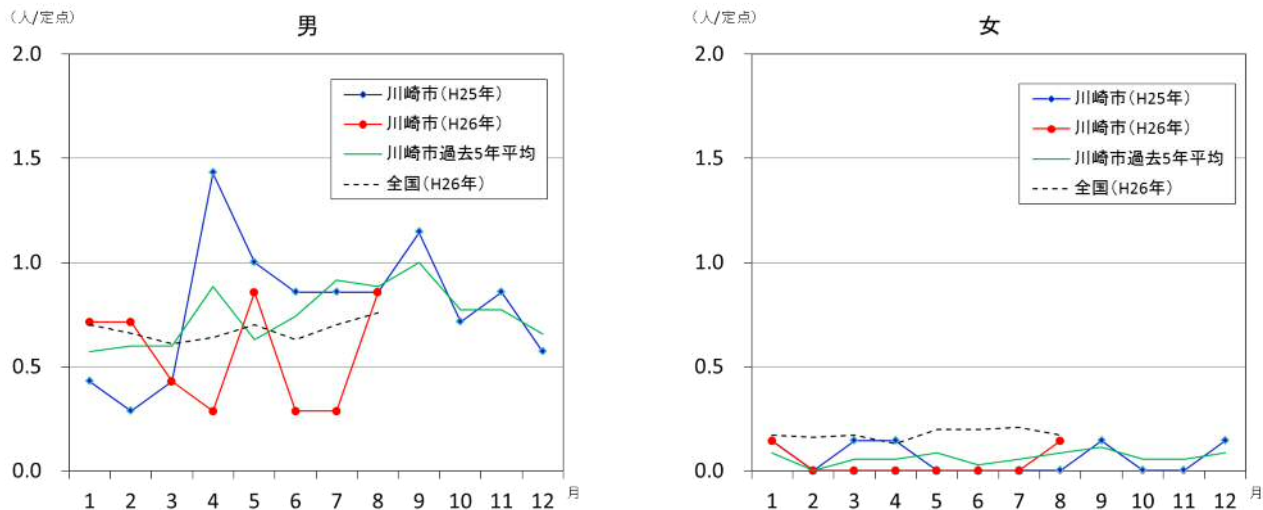 (人/定点)
男
2.0
1.5
1.0
0.5
0.0
川崎市(H25年)
川崎市(H26年)
川崎市過去5年平均
全国(H26年)
1 2 3 4 5 6 7 8 9 10 11 12 月
(人/定点)
女
2.0
1.5
1.0
0.5
0.0
川崎市(H25年)
川崎市(H26年)
川崎市過去5年平均
全国(H26年)
1 2 3 4 5 6 7 8 9 10 11 12 月